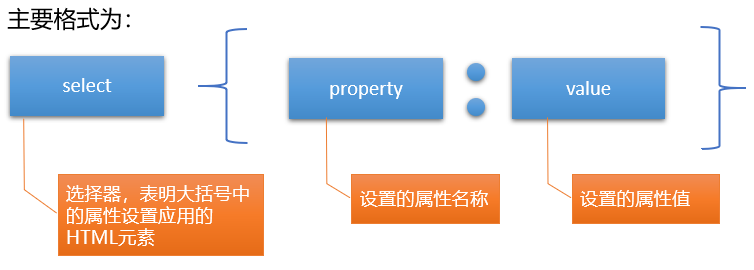 主要格式为：
select
property
value
选择器，表明大括号中
的属性设置应用的
HTML元素
设置的属性名称
设置的属性值